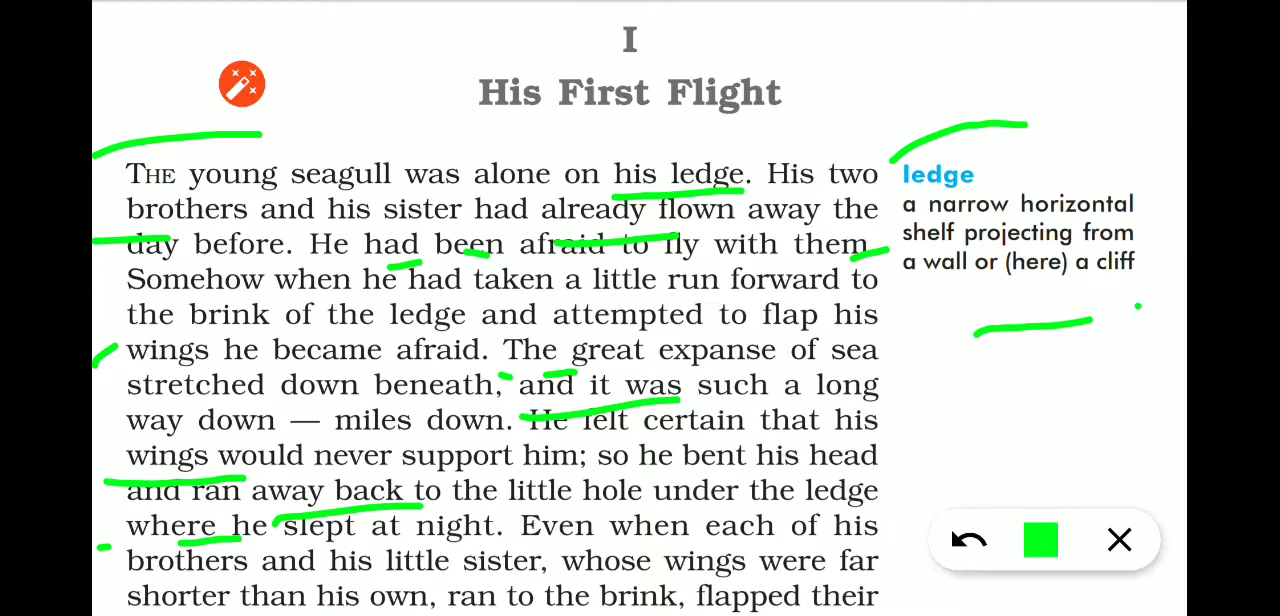 I
His First Flight
THE young seagull was alone on his ledge. His two
brothers and his sister had already flown away the
day before. He had been afraid to fly with them.
Somehow when he had taken a little run forward to
the brink of the ledge and attempted to flap his
wings he became afraid. The great expanse of sea
stretched down beneath, and it was such a long
way down — miles down. He felt certain that his
wings would never support him; so he bent his head
and ran away back to the little hole under the ledge
where he slept at night. Even when each of his
brothers and his little sister, whose wings were far
shorter than his own, ran to the brink, flapped their
ledge
a narrow horizontal
shelf projecting from
a wall or (here) a cliff